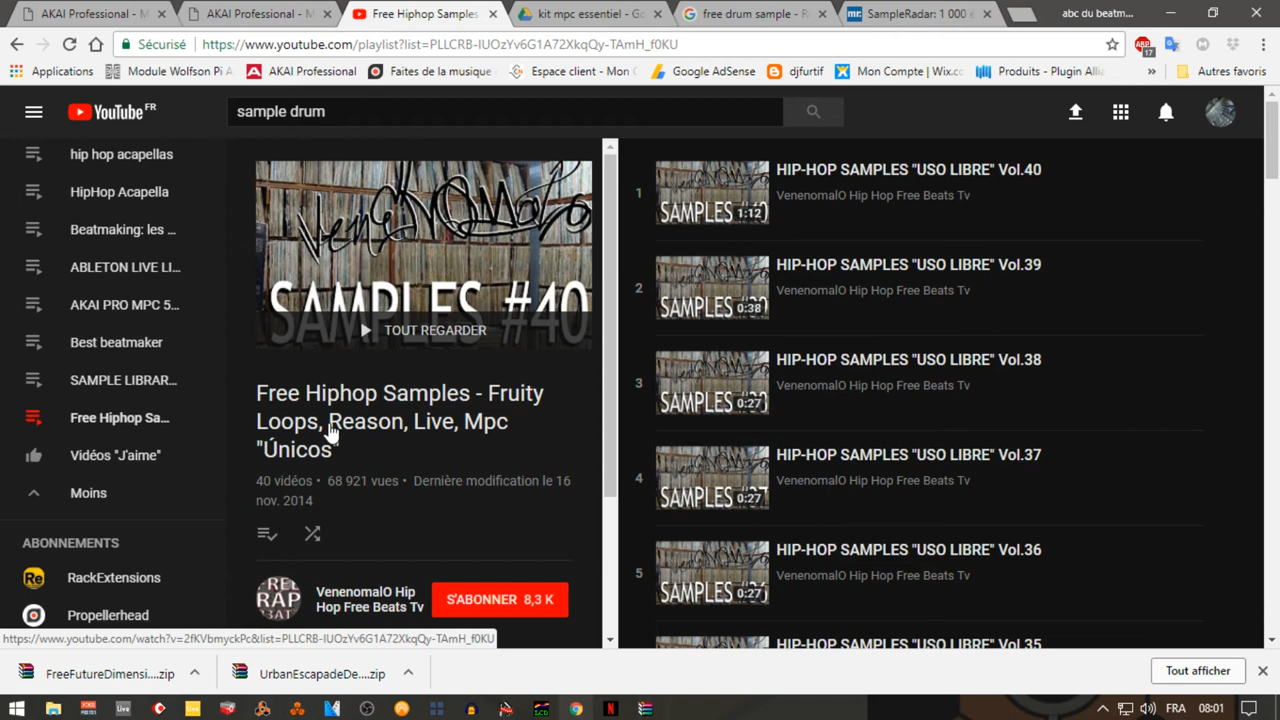 AKAI Professional - M
AKAI Professional - M
Free Hiphop Samples
kit mpc essentiel - Go
free drum sample - R
SampleRadar: 1 000 é
abc du beatm...
Sécurisé
https://www.youtube.com/playlist?list=PLLCRB-IUOzYv6G1A72XkqQy-TAmH_f0KU
ABP
17
Applications
Module Wolfson Pi A
AKAI Professional
Faites de la musique
Espace client - Mon C
Google AdSense
djfurtif
Mon Compte | Wix.co
Produits - Plugin Allia
»
Autres favoris
YouTube FR
sample drum
hip hop acapellas
HipHop Acapella
Beatmaking: les ...
ABLETON LIVE LI...
AKAI PRO MPC 5...
Best beatmaker
SAMPLE LIBRAR...
Free Hiphop Sa...
Vidéos "J'aime"
Moins
ABONNEMENTS
RackExtensions
Propellerhead
VenenomalO
SAMPLES #40
TOUT REGARDER
Free Hiphop Samples - Fruity
Loops, Reason, Live, Mpc
"Únicos"
40 vidéos • 68 921 vues • Dernière modification le 16
nov. 2014
VenenomalO Hip
Hop Free Beats Tv
S'ABONNER 8,3 K
1
1:12
HIP-HOP SAMPLES "USO LIBRE" Vol.40
VenenomalO Hip Hop Free Beats Tv
2
0:38
HIP-HOP SAMPLES "USO LIBRE" Vol.39
VenenomalO Hip Hop Free Beats Tv
3
0:27
HIP-HOP SAMPLES "USO LIBRE" Vol.38
VenenomalO Hip Hop Free Beats Tv
4
0:27
HIP-HOP SAMPLES "USO LIBRE" Vol.37
VenenomalO Hip Hop Free Beats Tv
5
0:27
HIP-HOP SAMPLES "USO LIBRE" Vol.36
VenenomalO Hip Hop Free Beats Tv
HIP-HOP SAMPLES "USO LIBRE" Vol.35
https://www.youtube.com/watch?v=2fKVbmyckPc&list=PLLCRB-IUOzYv6G1A72XkqQy-TAmH_f0KU
FreeFutureDimensi....zip
UrbanEscapadeDe....zip
Tout afficher
FRA
08:01